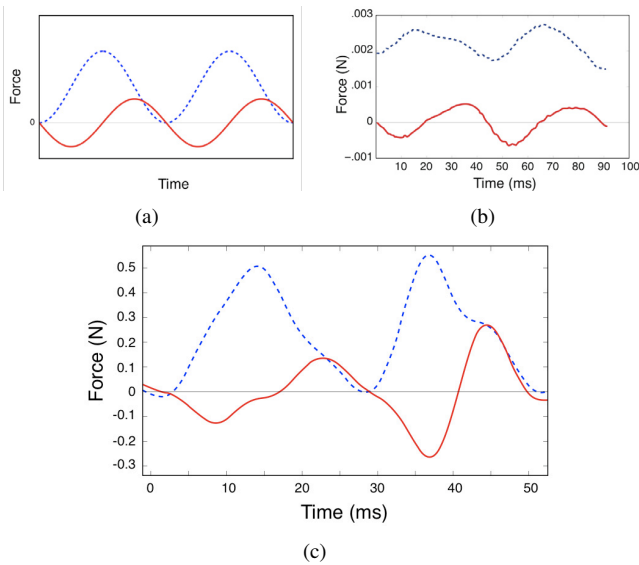 Force
0
Time
(a)
Force (N)
.003
.002
.001
0
−.001
10 20 30 40 50 60 70 80 90 100
Time (ms)
(b)
Force (N)
0.5
0.4
0.3
0.2
0.1
0
-0.1
-0.2
-0.3
0 10 20 30 40 50
Time (ms)
(c)